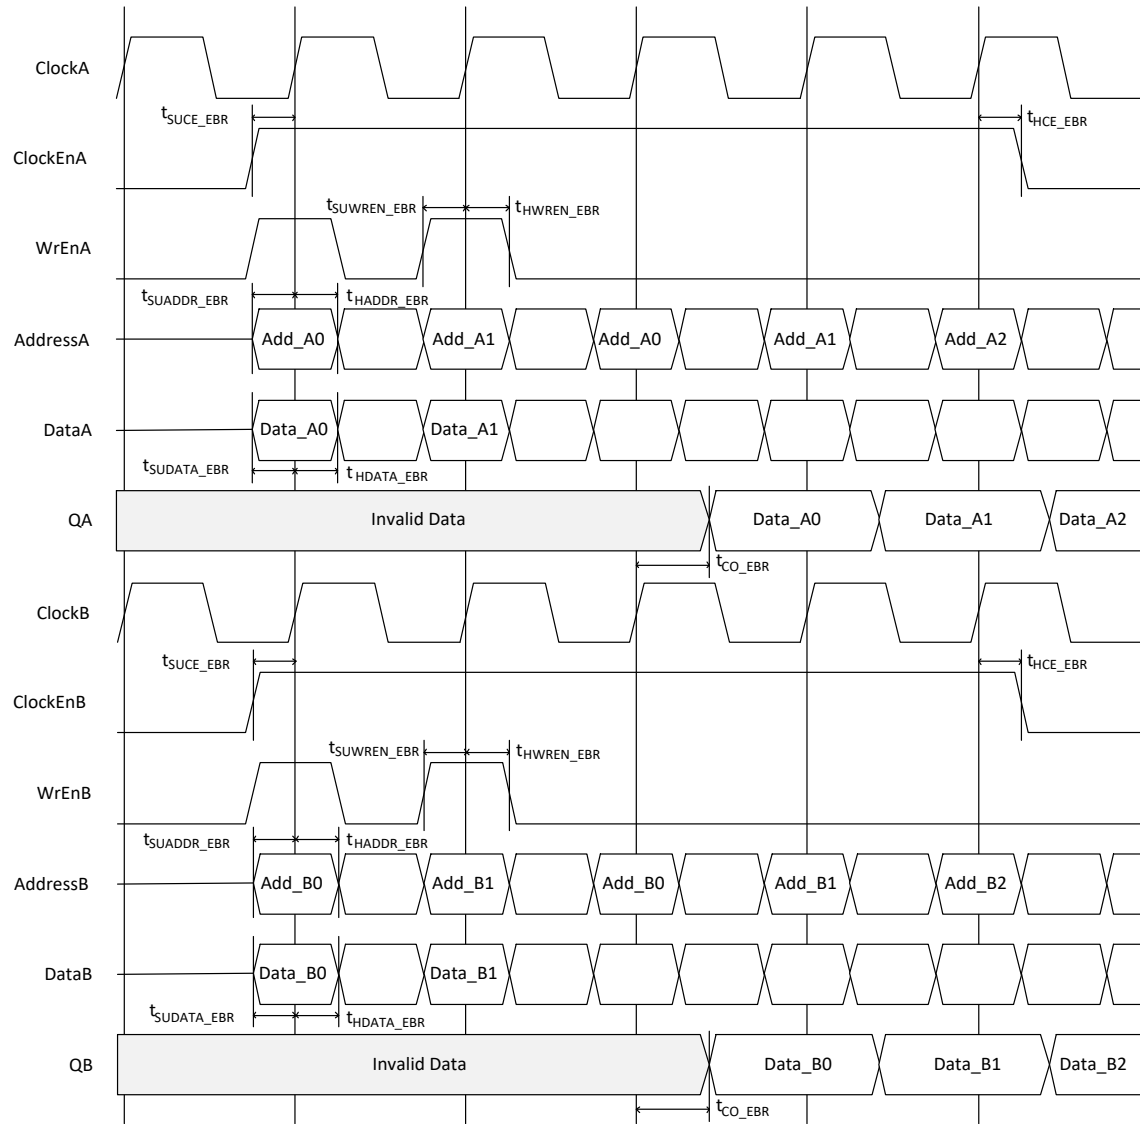 ClockA
tSUCE_EBR
tHCE_EBR
ClockEnA
tSUWREN_EBR tHWREN_EBR
WrEnA
tSUADDR_EBR tHADDR_EBR
AddressA Add_A0 Add_A1 Add_A0 Add_A1 Add_A2
DataA Data_A0 Data_A1
tSUDATA_EBR tHDATA_EBR
QA Invalid Data Data_A0 Data_A1 Data_A2
tCO_EBR
ClockB
tSUCE_EBR tHCE_EBR
ClockEnB
tSUWREN_EBR tHWREN_EBR
WrEnB
tSUADDR_EBR tHADDR_EBR
AddressB Add_B0 Add_B1 Add_B0 Add_B1 Add_B2
DataB Data_B0 Data_B1
tSUDATA_EBR tHDATA_EBR
QB Invalid Data Data_B0 Data_B1 Data_B2
tCO_EBR